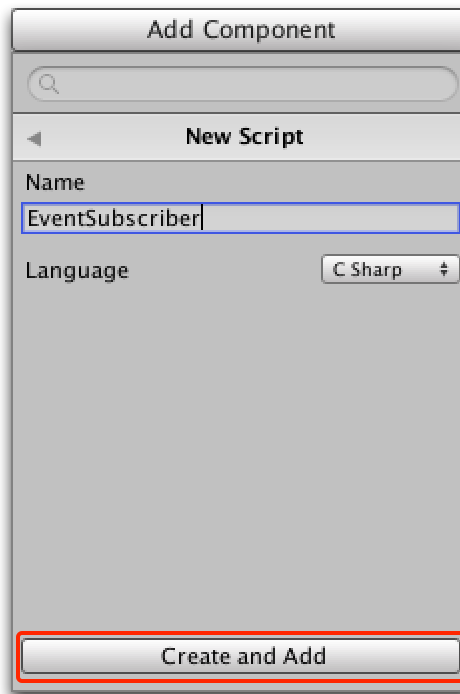 Add Component
New Script
Name
EventSubscriber
Language
C Sharp
Create and Add